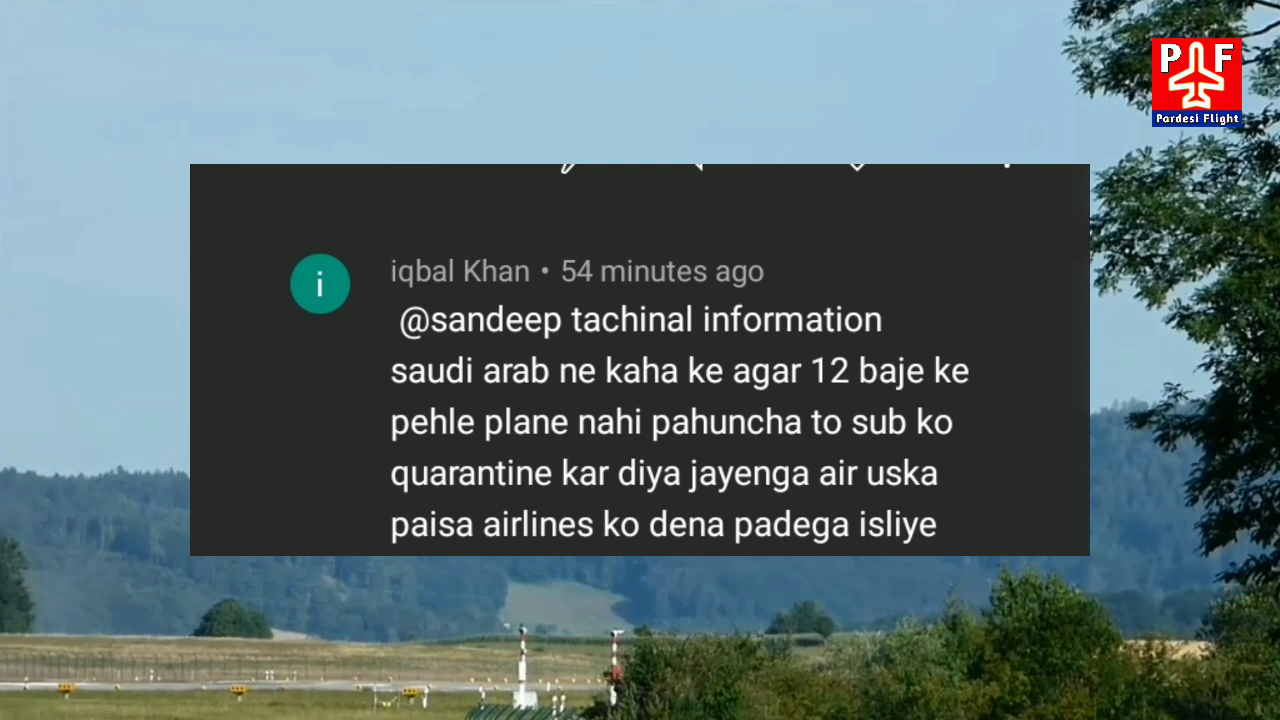 P F
Pardesi Flight
i
iqbal Khan • 54 minutes ago
@sandeep tachinal information
saudi arab ne kaha ke agar 12 baje ke
pehle plane nahi pahuncha to sub ko
quarantine kar diya jayenga air uska
paisa airlines ko dena padega isliye